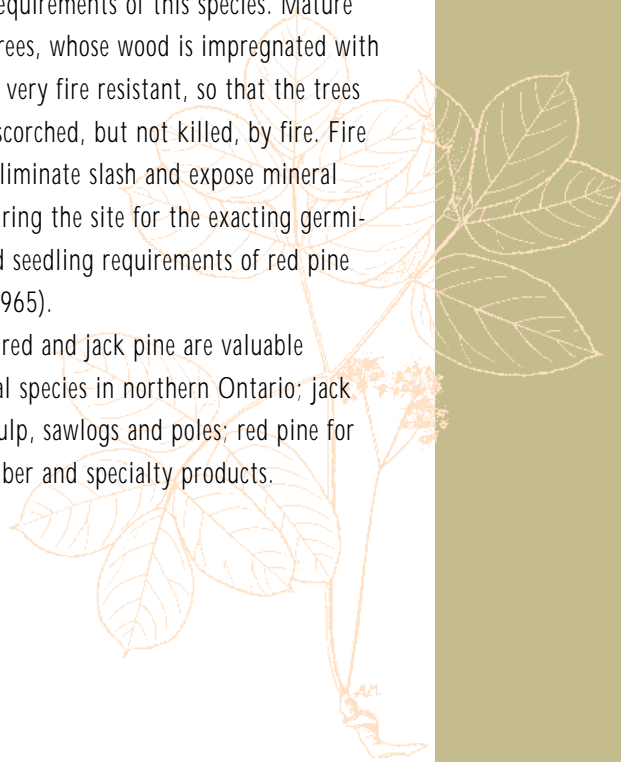 equirements of this species. Mature
rees, whose wood is impregnated with
very fire resistant, so that the trees
scorched, but not killed, by fire. Fire
liminate slash and expose mineral
ring the site for the exacting germi-
d seedling requirements of red pine
965).
red and jack pine are valuable
al species in northern Ontario; jack
ulp, sawlogs and poles; red pine for
ber and specialty products.
A.M.